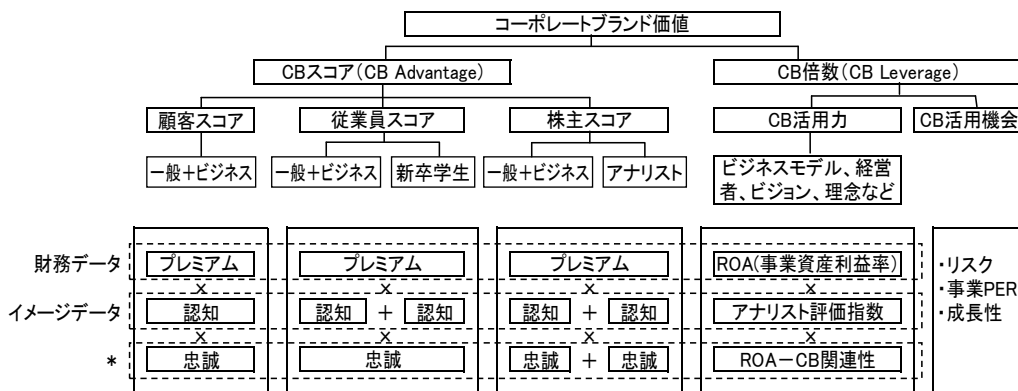 コーポレートブランド価値
CBスコア(CB Advantage)
CB倍数(CB Leverage)
顧客スコア
従業員スコア
株主スコア
CB活用力
CB活用機会
一般+ビジネス
一般+ビジネス
新卒学生
一般+ビジネス
アナリスト
ビジネスモデル、経営
者、ビジョン、理念など
財務データ
プレミアム
プレミアム
プレミアム
ROA(事業資産利益率)
・リスク
・事業PER
・成長性
× × × ×
イメージデータ
認知
認知 + 認知
認知 + 認知
アナリスト評価指数
× × × ×
*
忠誠
忠誠
忠誠 + 忠誠
ROA-CB関連性